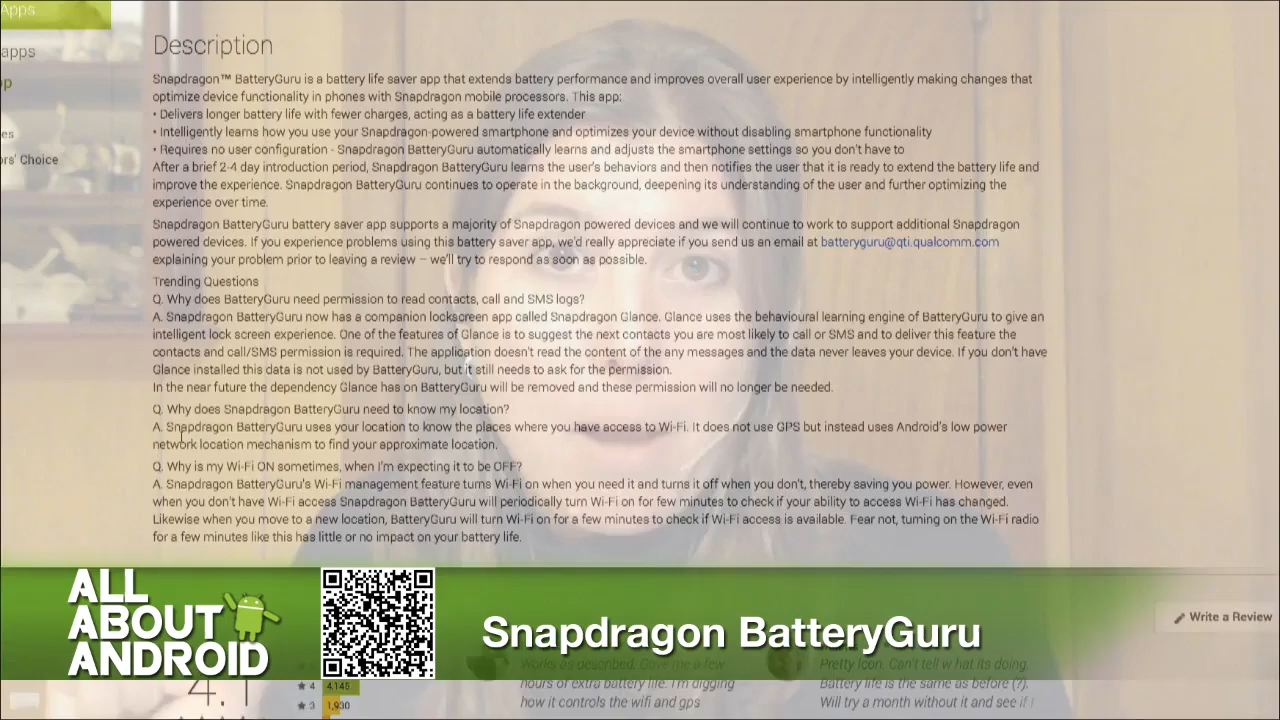 Apps
apps
Description
Snapdragon™ BatteryGuru is a battery life saver app that extends battery performance and improves overall user experience by intelligently making changes that
optimize device functionality in phones with Snapdragon mobile processors. This app:
• Delivers longer battery life with fewer charges, acting as a battery life extender
• Intelligently learns how you use your Snapdragon-powered smartphone and optimizes your device without disabling smartphone functionality
ors' Choice
• Requires no user configuration - Snapdragon BatteryGuru automatically learns and adjusts the smartphone settings so you don't have to
After a brief 2-4 day introduction period, Snapdragon BatteryGuru learns the user's behaviors and then notifies the user that it is ready to extend the battery life and
improve the experience. Snapdragon BatteryGuru continues to operate in the background, deepening its understanding of the user and further optimizing the
experience over time.
Snapdragon BatteryGuru battery saver app supports a majority of Snapdragon powered devices and we will continue to work to support additional Snapdragon
powered devices. If you experience problems using this battery saver app, we'd really appreciate if you send us an email at batteryguru@qti.qualcomm.com
explaining your problem prior to leaving a review – we'll try to respond as soon as possible.
Trending Questions
Q. Why does BatteryGuru need permission to read contacts, call and SMS logs?
A. Snapdragon BatteryGuru now has a companion lockscreen app called Snapdragon Glance. Glance uses the behavioural learning engine of BatteryGuru to give an
intelligent lock screen experience. One of the features of Glance is to suggest the next contacts you are most likely to call or SMS and to deliver this feature the
contacts and call/SMS permission is required. The application doesn't read the content of the any messages and the data never leaves your device. If you don't have
Glance installed this data is not used by BatteryGuru, but it still needs to ask for the permission.
In the near future the dependency Glance has on BatteryGuru will be removed and these permission will no longer be needed.
Q. Why does Snapdragon BatteryGuru need to know my location?
A. Snapdragon BatteryGuru uses your location to know the places where you have access to Wi-Fi. It does not use GPS but instead uses Android's low power
network location mechanism to find your approximate location.
Q. Why is my Wi-Fi ON sometimes, when I'm expecting it to be OFF?
A. Snapdragon BatteryGuru's Wi-Fi management feature turns Wi-Fi on when you need it and turns it off when you don't, thereby saving you power. However, even
when you don't have Wi-Fi access Snapdragon BatteryGuru will periodically turn Wi-Fi on for few minutes to check if your ability to access Wi-Fi has changed.
Likewise when you move to a new location, BatteryGuru will turn Wi-Fi on for a few minutes to check if Wi-Fi access is available. Fear not, turning on the Wi-Fi radio
for a few minutes like this has little or no impact on your battery life.
ALL
ABOUT
ANDROID
Snapdragon BatteryGuru
Write a Review
4 4,145
3 1,930
Works as described. Gave me a few
hours of extra battery life. I'm digging
how it controls the wifi and gps
Pretty Icon. Can't tell w hat its doing.
Battery life is the same as before (?).
Will try a month without it and see if I